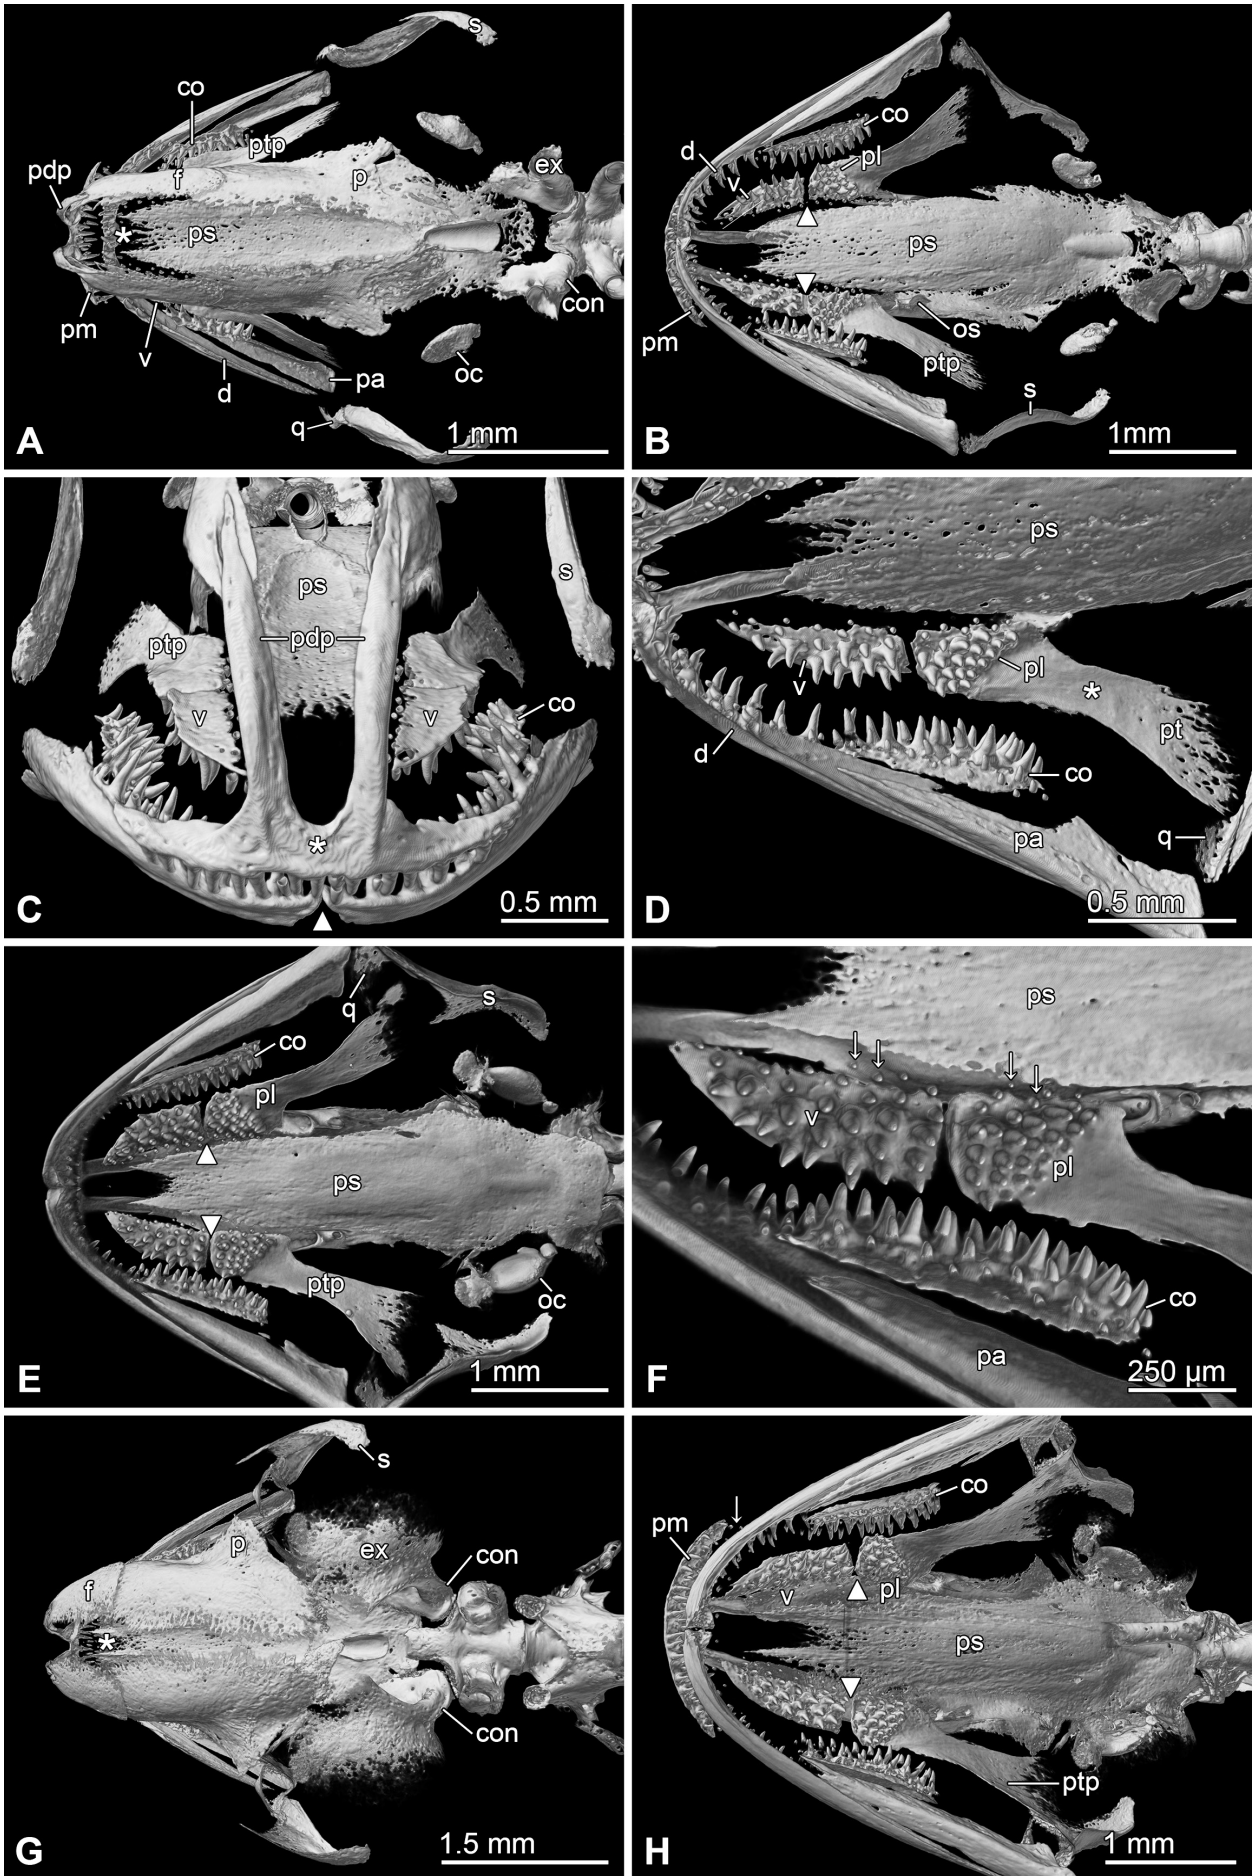 s
co
ptp
f
pdp
p
ex
*
ps
con
pm
v
d
pa
oc
q
A
1 mm
co
d
pl
v
ps
pm
os
ptp
s
B
1mm
ps
s
pdp
ptp
v
v
co
*
C
0.5 mm
ps
v
pl
*
pt
d
co
pa
q
D
0.5 mm
q
s
co
pl
ps
ptp
oc
E
1 mm
ps
v
pl
co
pa
F
250 µm
s
p
ex
con
f
*
con
G
1.5 mm
co
pm
v
pl
ps
ptp
H
1 mm